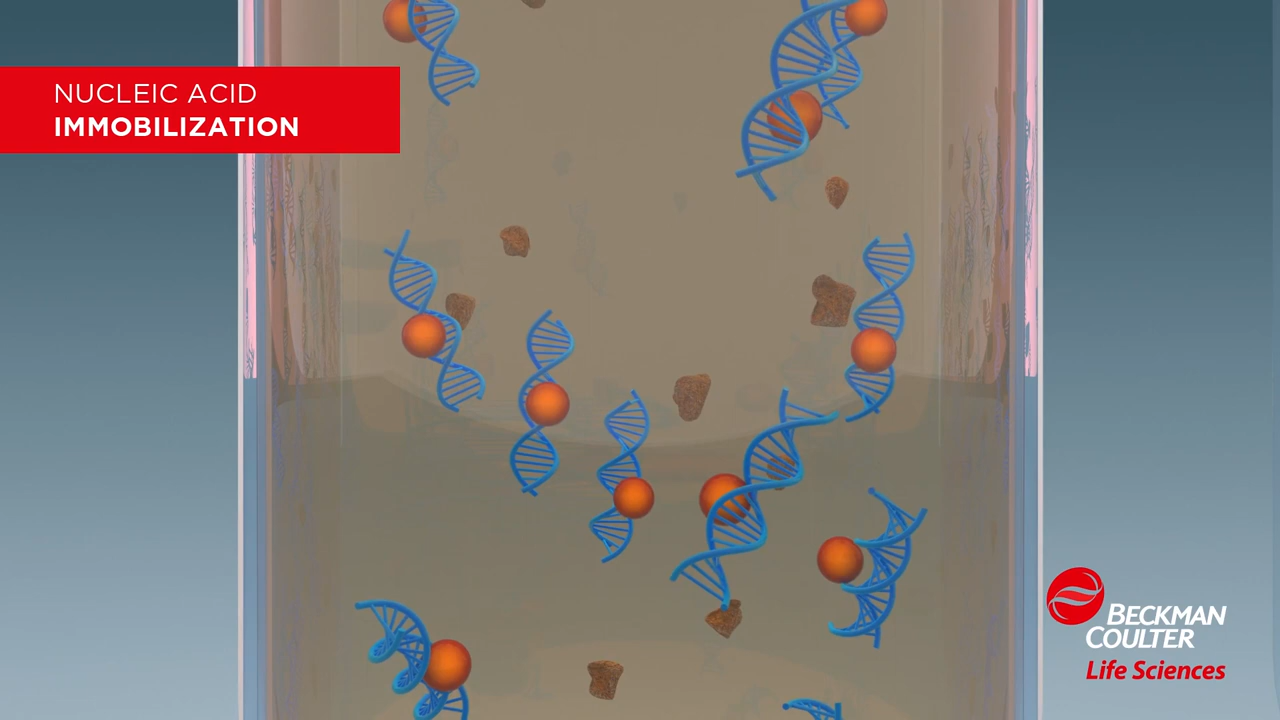 NUCLEIC ACID
IMMOBILIZATION
BECKMAN
COULTER
Life Sciences